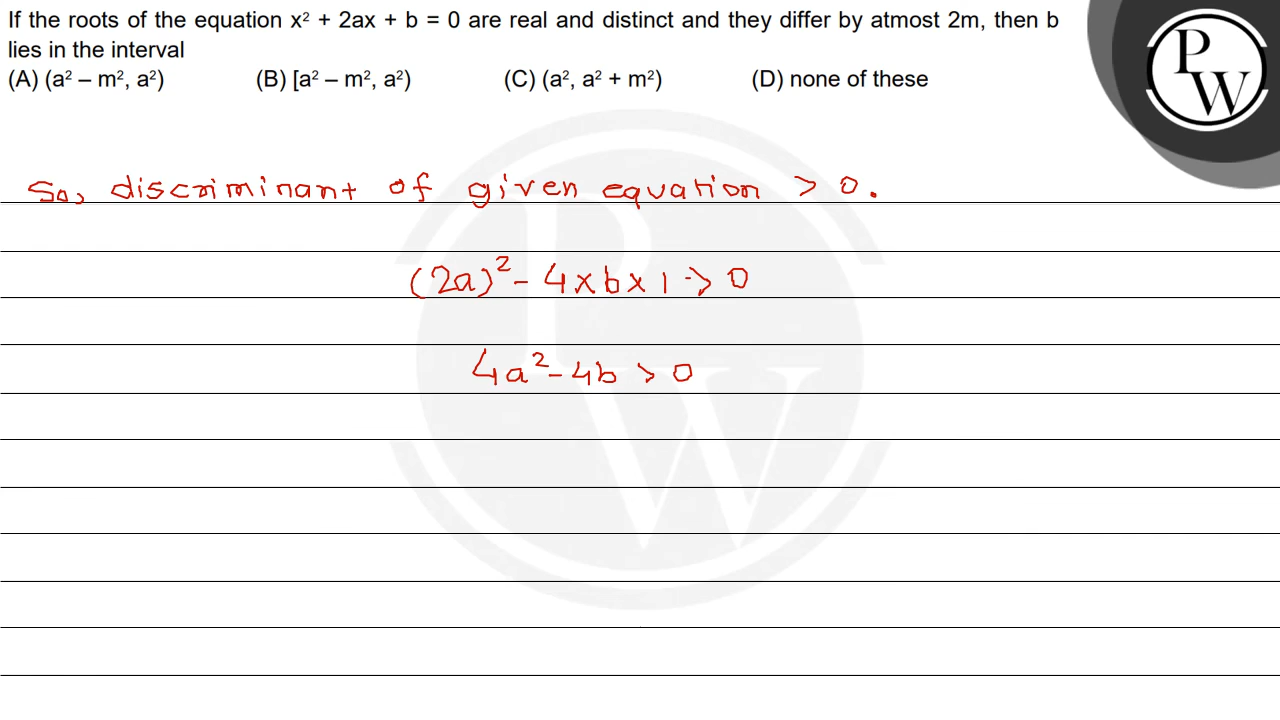 If the roots of the equation x² + 2ax + b = 0 are real and distinct and they differ by atmost 2m, then b
lies in the interval
(A) (a² – m², a²) (B) [a² – m², a²) (C) (a², a² + m²) (D) none of these
P
W
So, discriminant of given equation > 0.
(2a)² - 4×b×1 > 0
4a² - 4b > 0